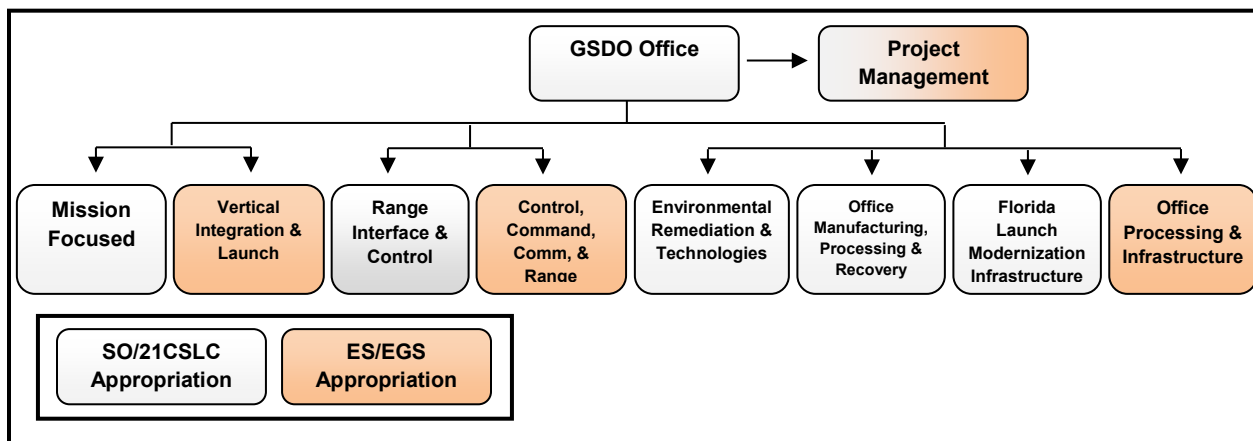 GSDO Office
Project
Management
Mission
Focused
Vertical
Integration &
Launch
Range
Interface &
Control
Control,
Command,
Comm, &
Range
Environmental
Remediation &
Technologies
Office
Manufacturing,
Processing &
Recovery
Florida
Launch
Modernization
Infrastructure
Office
Processing &
Infrastructure
SO/21CSLC
Appropriation
ES/EGS
Appropriation